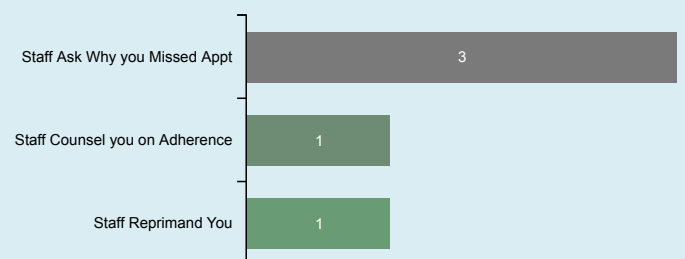 Staff Ask Why you Missed Appt 3
Staff Counsel you on Adherence 1
Staff Reprimand You 1